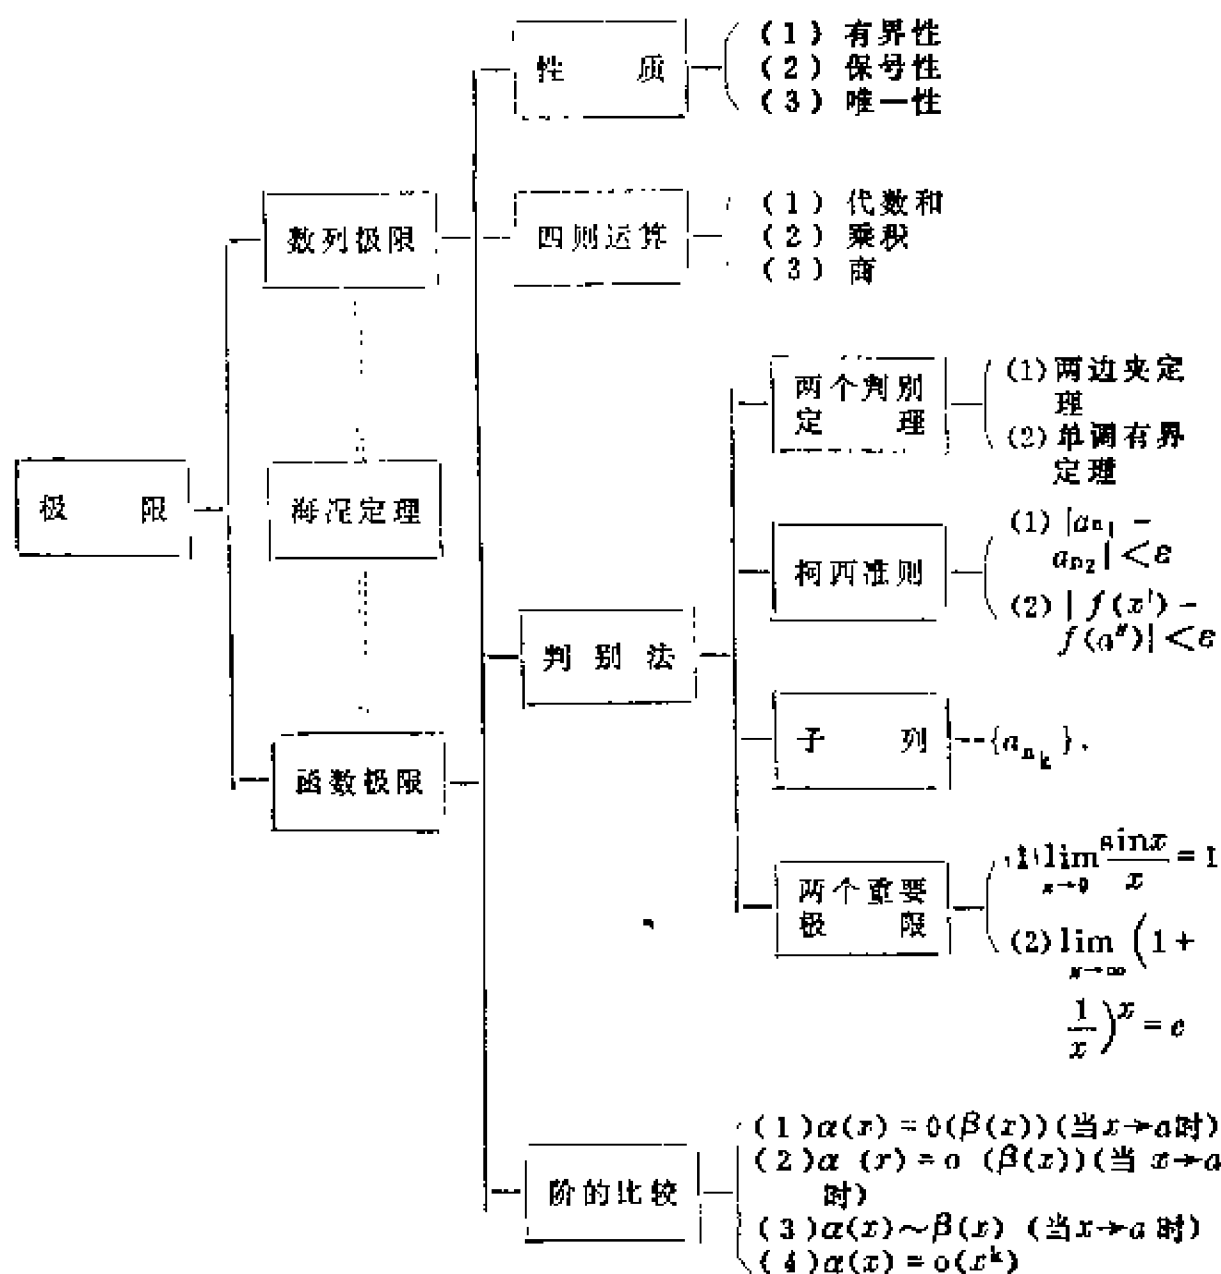 极 限
数列极限
海涅定理
函数极限
性 质
(1) 有界性
(2) 保号性
(3) 唯一性
四则运算
(1) 代数和
(2) 乘积
(3) 商
判 别 法
两个判别
定 理
(1) 两边夹定
理
(2) 单调有界
定理
柯西准则
(1) |a_{n_1} −
a_{n_2}| < ε
(2) | f(x′) −
f(a″)| < ε
子 列
{a_{n_k}}.
两个重要
极 限
(1) lim_{x→0} sinx/x = 1
(2) lim_{x→∞} (1 +
1/x)^x = e
阶的比较
(1) α(x) = 0(β(x)) (当x→a时)
(2) α (x) = o (β(x)) (当 x→a
时)
(3) α(x)～β(x) (当x→a 时)
(4) α(x) = o(x^k)